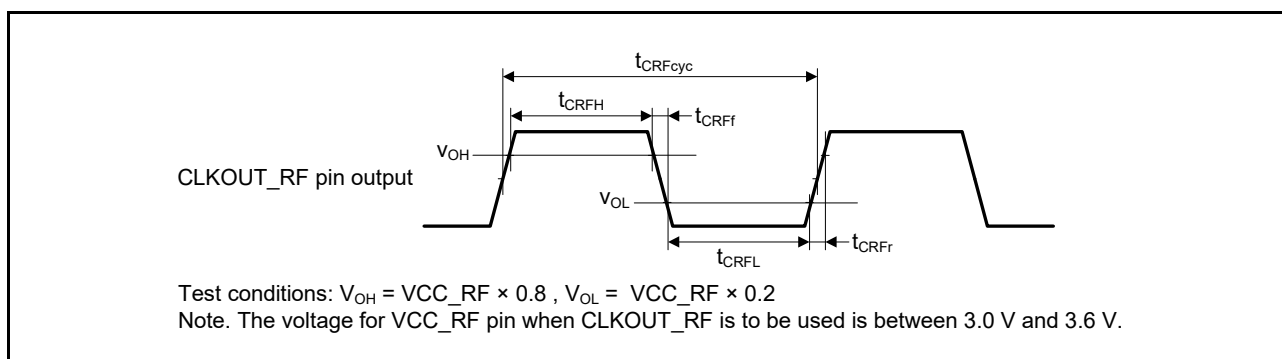 tCRFcyc
tCRFH
tCRFf
VOH
CLKOUT_RF pin output
VOL
tCRFL
tCRFr
Test conditions: VOH = VCC_RF × 0.8 , VOL = VCC_RF × 0.2
Note. The voltage for VCC_RF pin when CLKOUT_RF is to be used is between 3.0 V and 3.6 V.